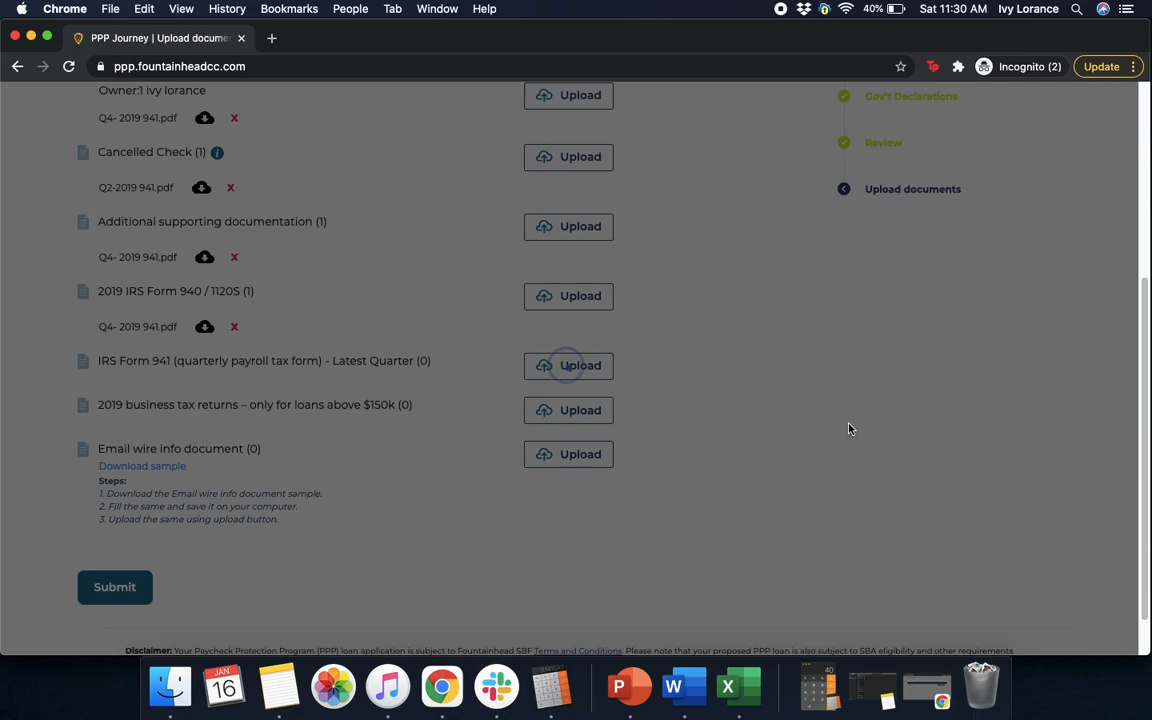 Chrome File Edit View History Bookmarks People Tab Window Help 40% Sat 11:30 AM Ivy Lorance
PPP Journey | Upload docume
ppp.fountainheadcc.com Incognito (2) Update
Owner:1 ivy lorance Upload Gov't Declarations
Q4- 2019 941.pdf X
Review
Cancelled Check (1) Upload
Q2-2019 941.pdf X Upload documents
Additional supporting documentation (1) Upload
Q4- 2019 941.pdf X
2019 IRS Form 940 / 1120S (1) Upload
Q4- 2019 941.pdf X
IRS Form 941 (quarterly payroll tax form) - Latest Quarter (0) Upload
2019 business tax returns – only for loans above $150k (0) Upload
Email wire info document (0) Upload
Download sample
Steps:
1. Download the Email wire info document sample.
2. Fill the same and save it on your computer.
3. Upload the same using upload button.
Submit
Disclaimer: Your Paycheck Protection Program (PPP) loan application is subject to Fountainhead SBF Terms and Conditions. Please note that your proposed PPP loan is also subject to SBA eligibility and other requirements
JAN
16
P W X
40